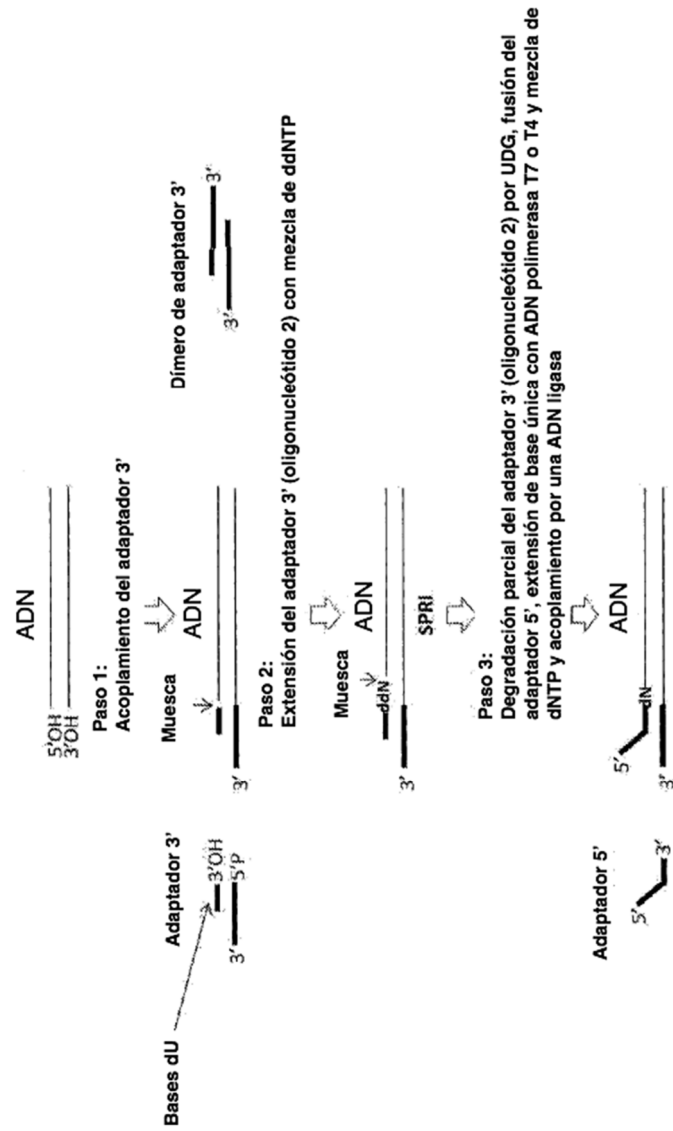 ADN
5'OH
3'OH
Paso 1:
Acoplamiento del adaptador 3'
Bases dU
Adaptador 3'
3'OH
5'P
3'
Muesca
ADN
3'
Dímero de adaptador 3'
3'
3'
Paso 2:
Extensión del adaptador 3' (oligonucleótido 2) con mezcla de ddNTP
Muesca
ADN
ddN
3'
SPRI
Paso 3:
Degradación parcial del adaptador 3' (oligonucleótido 2) por UDG, fusión del
adaptador 5', extensión de base única con ADN polimerasa T7 o T4 y mezcla de
dNTP y acoplamiento por una ADN ligasa
Adaptador 5'
5'
3'
ADN
5'
dN
3'